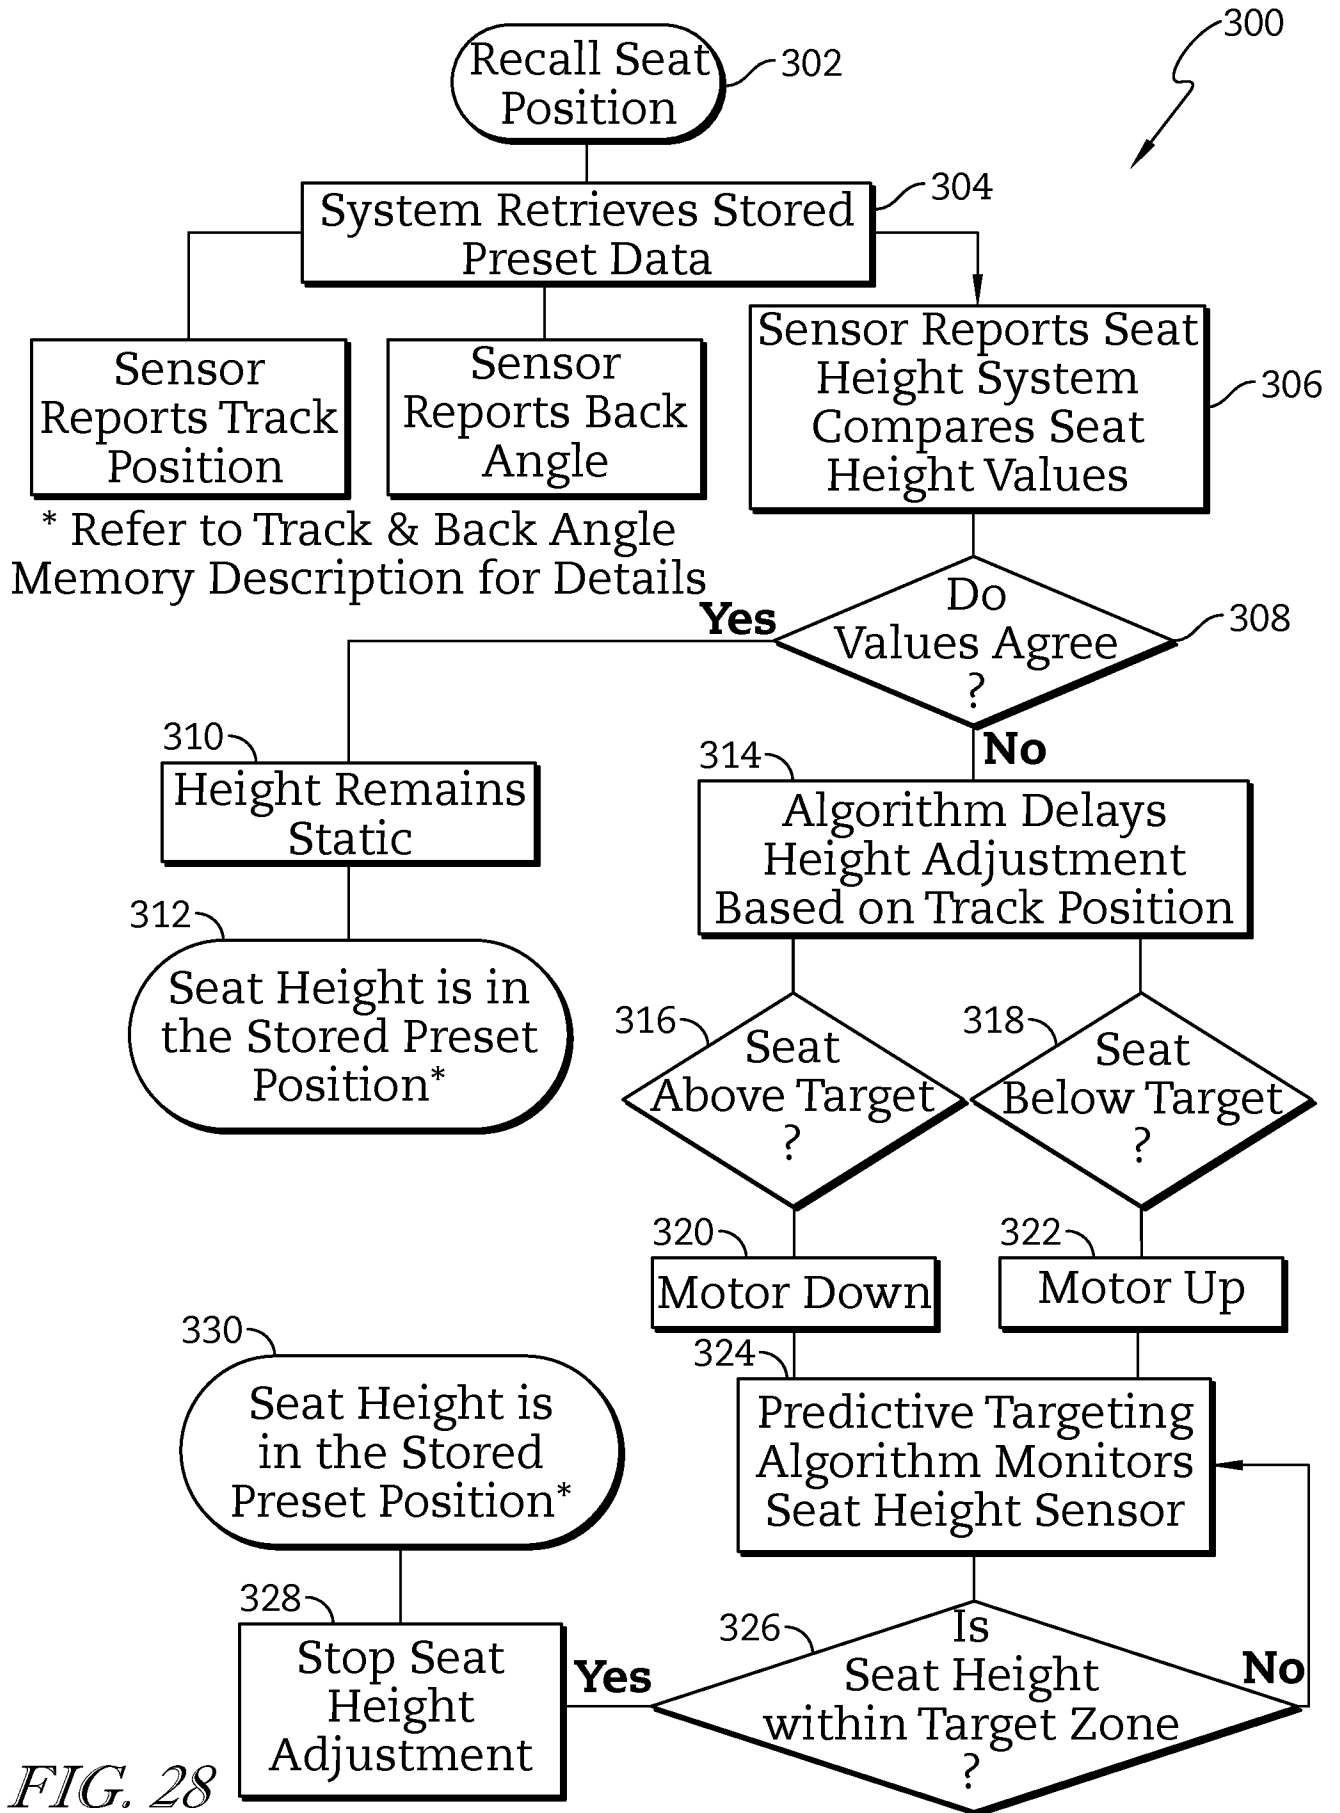 300
Recall Seat
Position
302
System Retrieves Stored
Preset Data
304
Sensor
Reports Track
Position
Sensor
Reports Back
Angle
Sensor Reports Seat
Height System
Compares Seat
Height Values
306
* Refer to Track & Back Angle
Memory Description for Details
Do
Values Agree
?
308
Yes
No
310
Height Remains
Static
312
Seat Height is in
the Stored Preset
Position*
314
Algorithm Delays
Height Adjustment
Based on Track Position
316
Seat
Above Target
?
318
Seat
Below Target
?
320
Motor Down
322
Motor Up
324
Predictive Targeting
Algorithm Monitors
Seat Height Sensor
326
Is
Seat Height
within Target Zone
?
No
Yes
328
Stop Seat
Height
Adjustment
330
Seat Height is
in the Stored
Preset Position*
FIG. 28